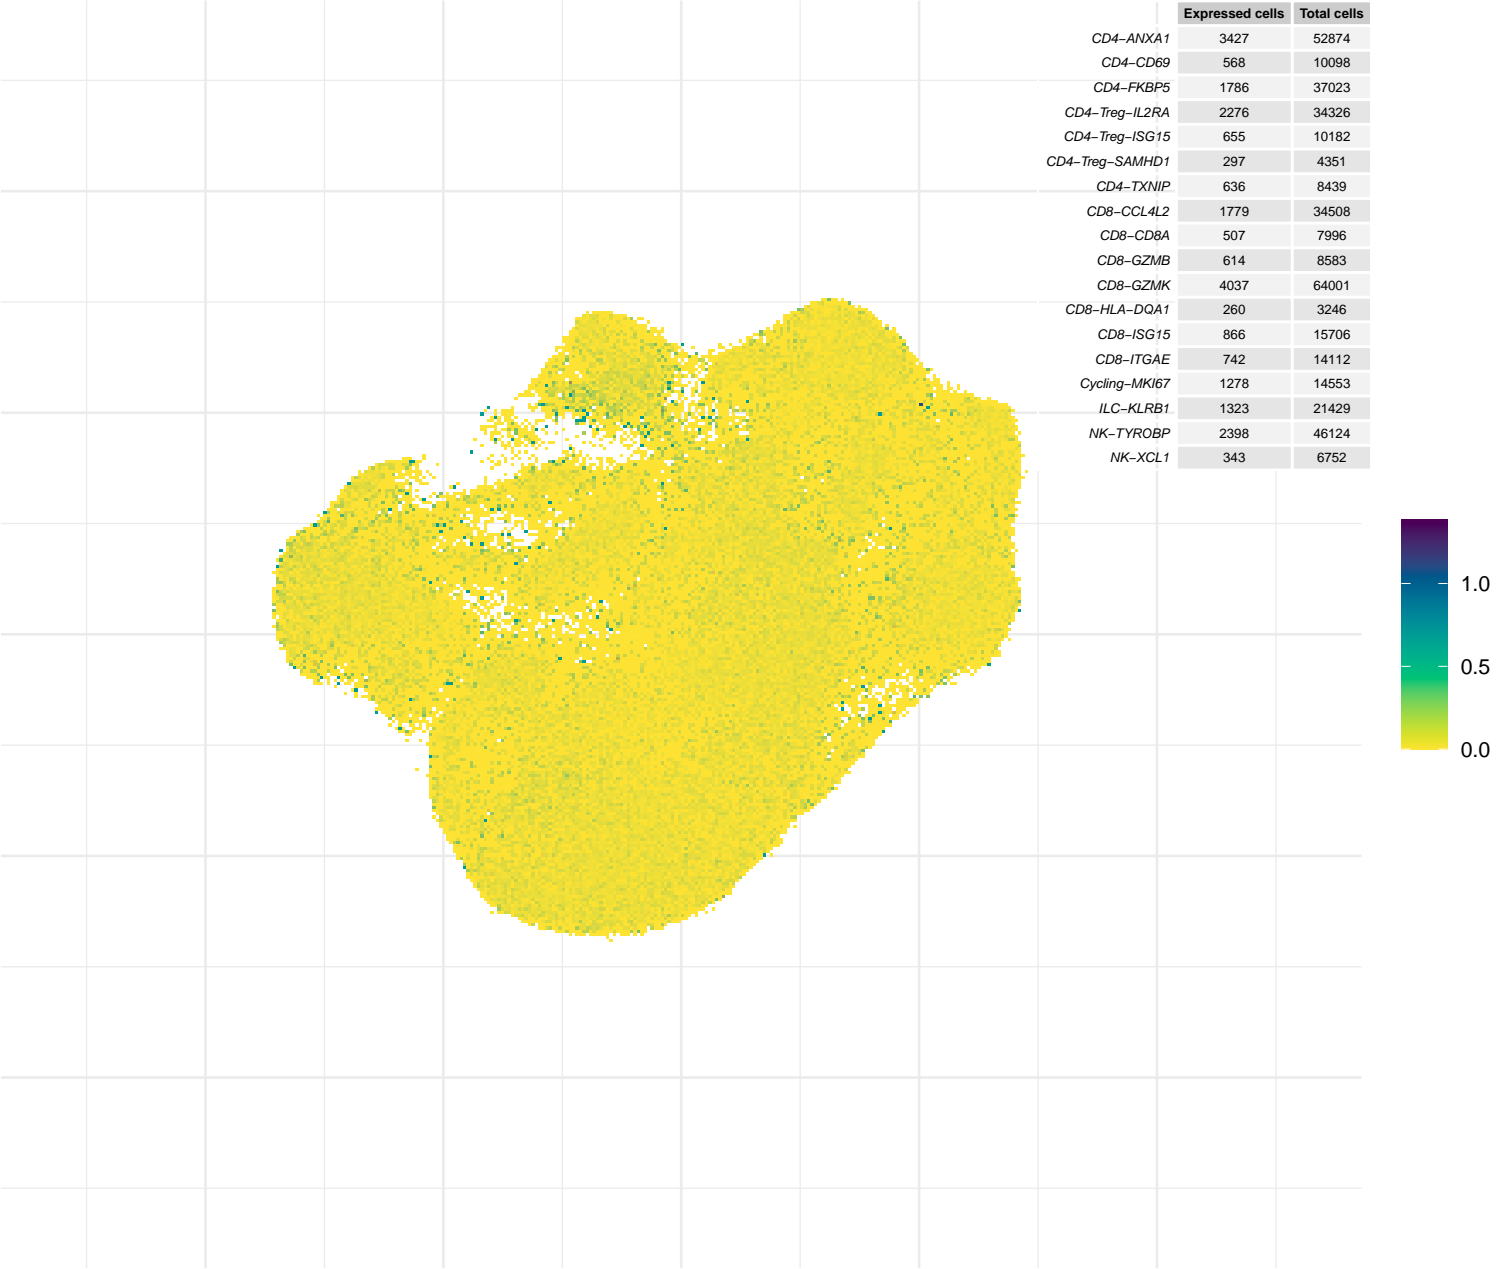 Expressed cells Total cells
CD4−ANXA1 3427 52874
CD4−CD69 568 10098
CD4−FKBP5 1786 37023
CD4−Treg−IL2RA 2276 34326
CD4−Treg−ISG15 655 10182
CD4−Treg−SAMHD1 297 4351
CD4−TXNIP 636 8439
CD8−CCL4L2 1779 34508
CD8−CD8A 507 7996
CD8−GZMB 614 8583
CD8−GZMK 4037 64001
CD8−HLA−DQA1 260 3246
CD8−ISG15 866 15706
CD8−ITGAE 742 14112
Cycling−MKI67 1278 14553
ILC−KLRB1 1323 21429
NK−TYROBP 2398 46124
NK−XCL1 343 6752
1.0
0.5
0.0